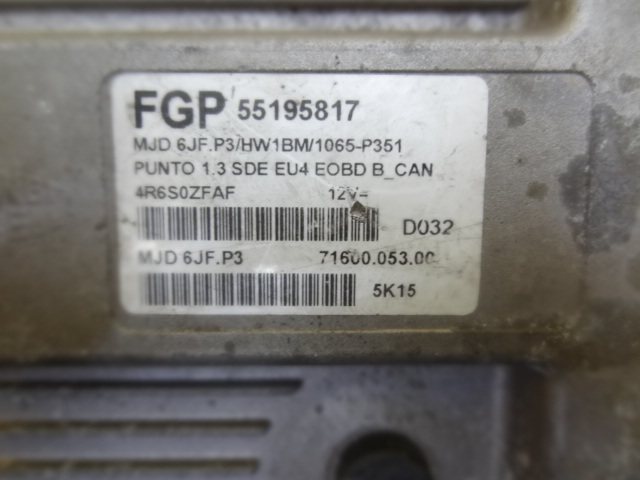 FGP 55195817
MJD 6JF.P3/HW1BM/1065-P351
PUNTO 1.3 SDE EU4 EOBD B_CAN
4R6S0ZFAF 12V=
D032
MJD 6JF.P3 71600.053.00
5K15